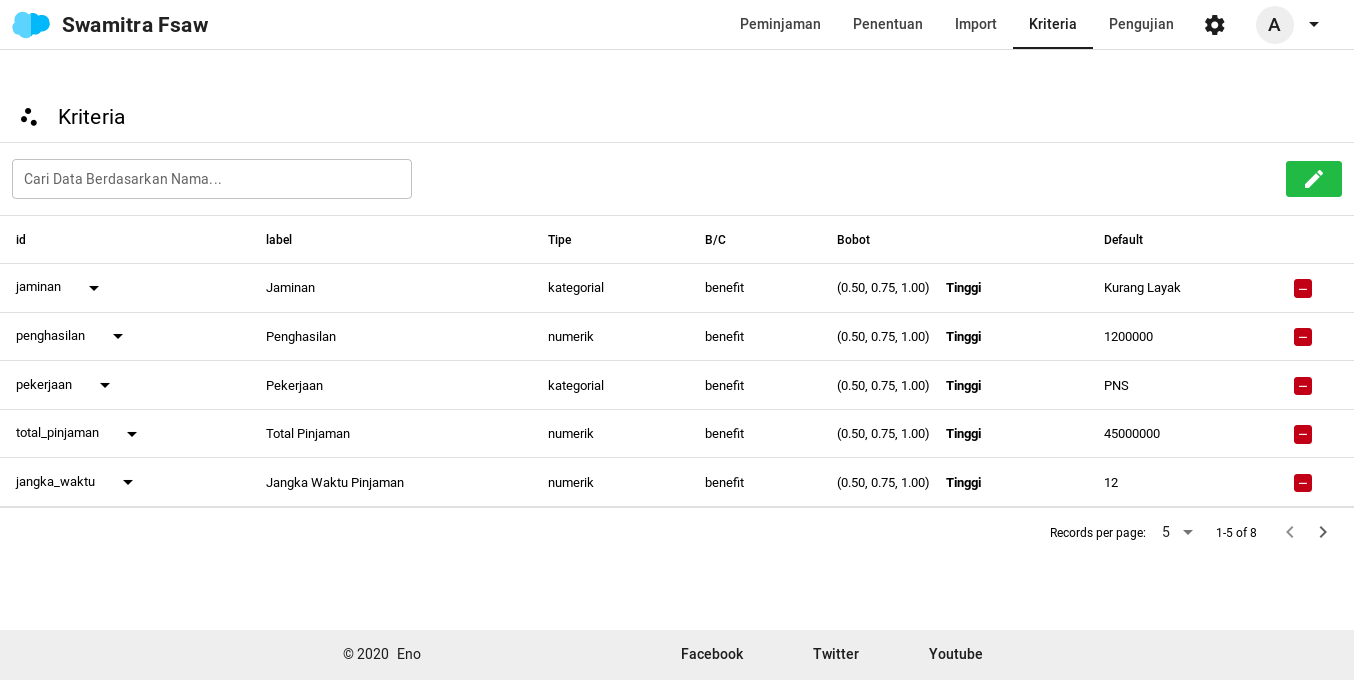 Swamitra Fsaw Peminjaman Penentuan Import Kriteria Pengujian A
Kriteria
Cari Data Berdasarkan Nama...
id label Tipe B/C Bobot Default
jaminan Jaminan kategorial benefit (0.50, 0.75, 1.00) Tinggi Kurang Layak
penghasilan Penghasilan numerik benefit (0.50, 0.75, 1.00) Tinggi 1200000
pekerjaan Pekerjaan kategorial benefit (0.50, 0.75, 1.00) Tinggi PNS
total_pinjaman Total Pinjaman numerik benefit (0.50, 0.75, 1.00) Tinggi 45000000
jangka_waktu Jangka Waktu Pinjaman numerik benefit (0.50, 0.75, 1.00) Tinggi 12
Records per page: 5 1-5 of 8
© 2020 Eno Facebook Twitter Youtube